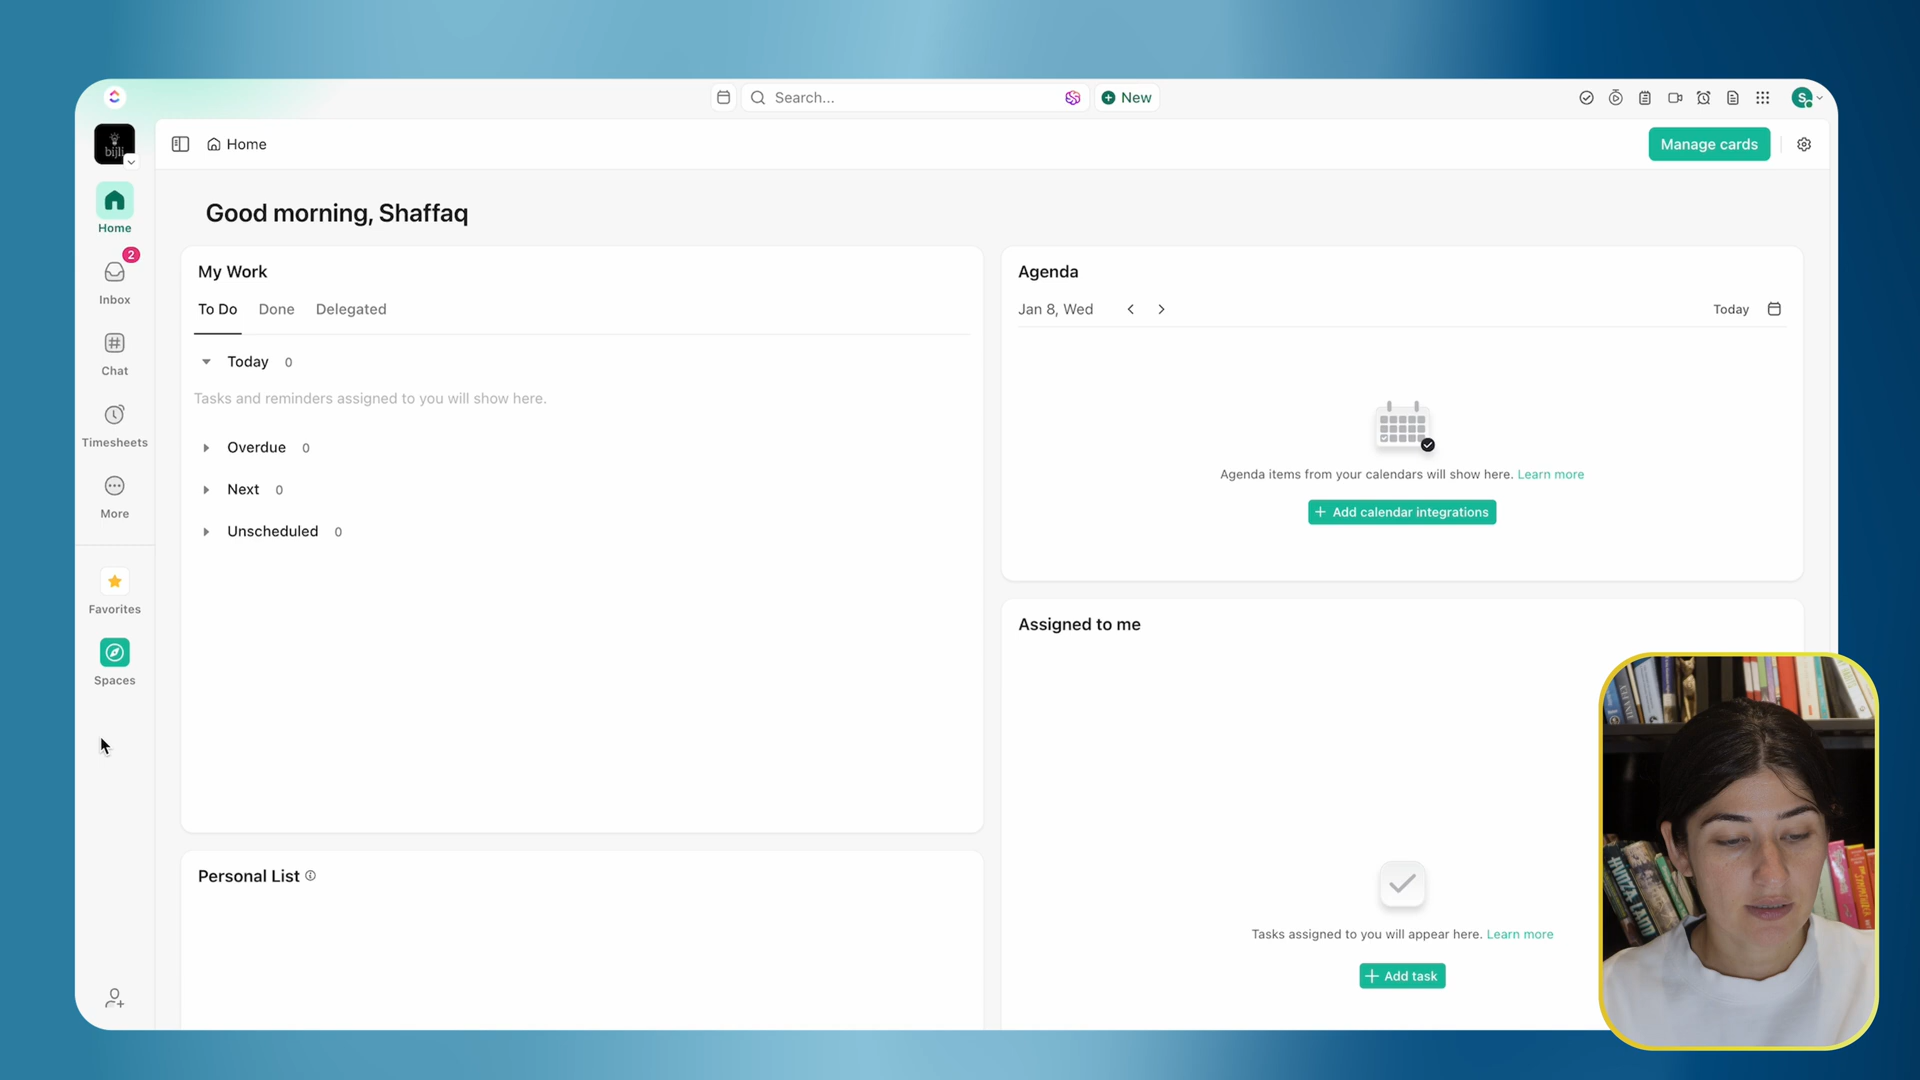 Search...
New
S
bijli
Home
Manage cards
Home
Good morning, Shaffaq
2
Inbox
Chat
Timesheets
More
Favorites
Spaces
My Work
To Do Done Delegated
Today 0
Tasks and reminders assigned to you will show here.
Overdue 0
Next 0
Unscheduled 0
Personal List
Agenda
Jan 8, Wed
Today
Agenda items from your calendars will show here. Learn more
+ Add calendar integrations
Assigned to me
Tasks assigned to you will appear here. Learn more
+ Add task